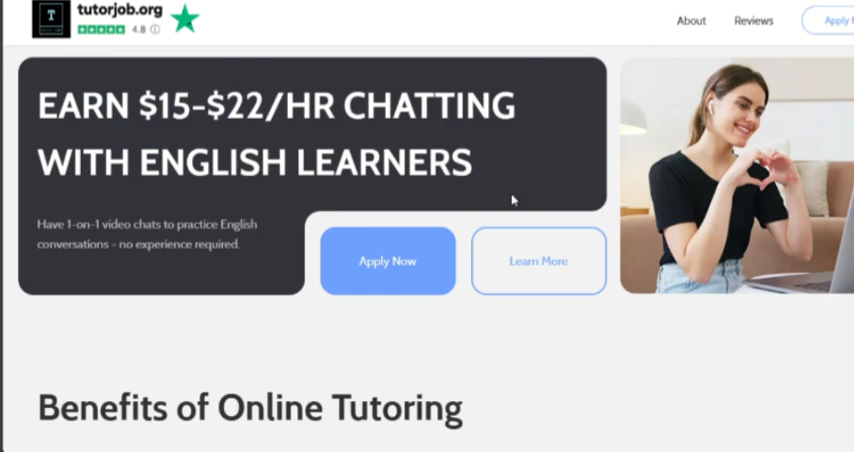 T
tutorjob.org
4.8
About
Reviews
Apply
EARN $15-$22/HR CHATTING
WITH ENGLISH LEARNERS
Have 1-on-1 video chats to practice English
conversations - no experience required.
Apply Now
Learn More
Benefits of Online Tutoring